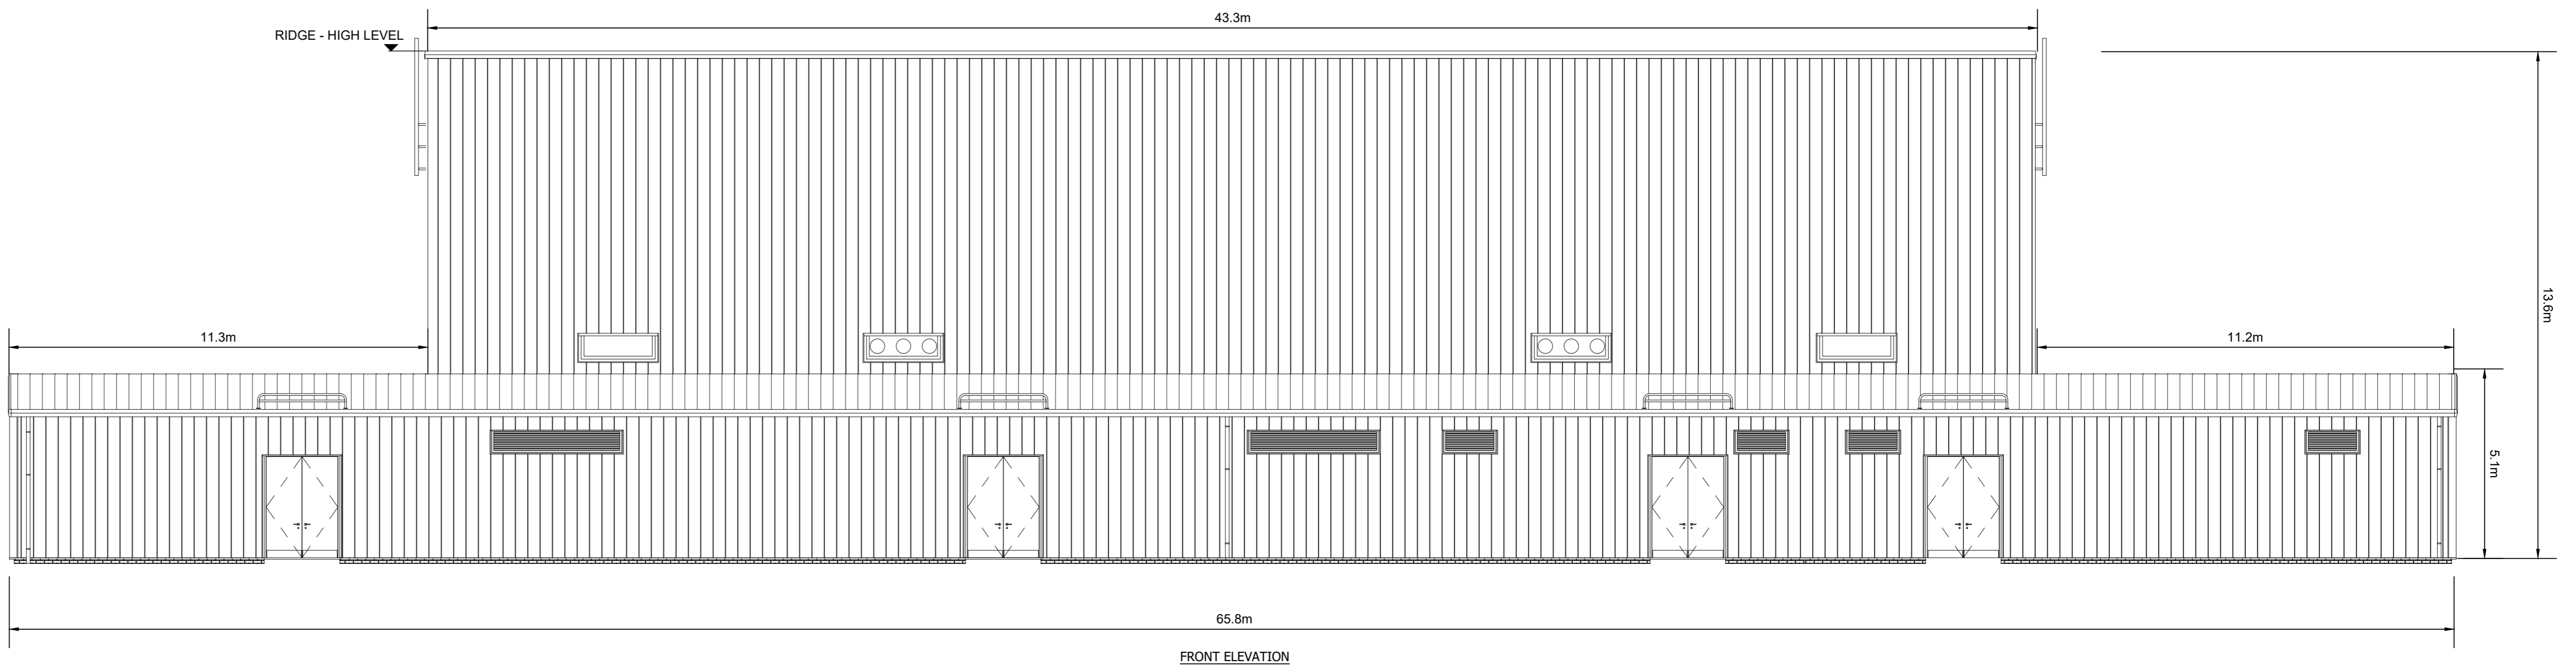 43.3m
RIDGE - HIGH LEVEL
13.6m
11.3m
11.2m
5.1m
65.8m
FRONT ELEVATION